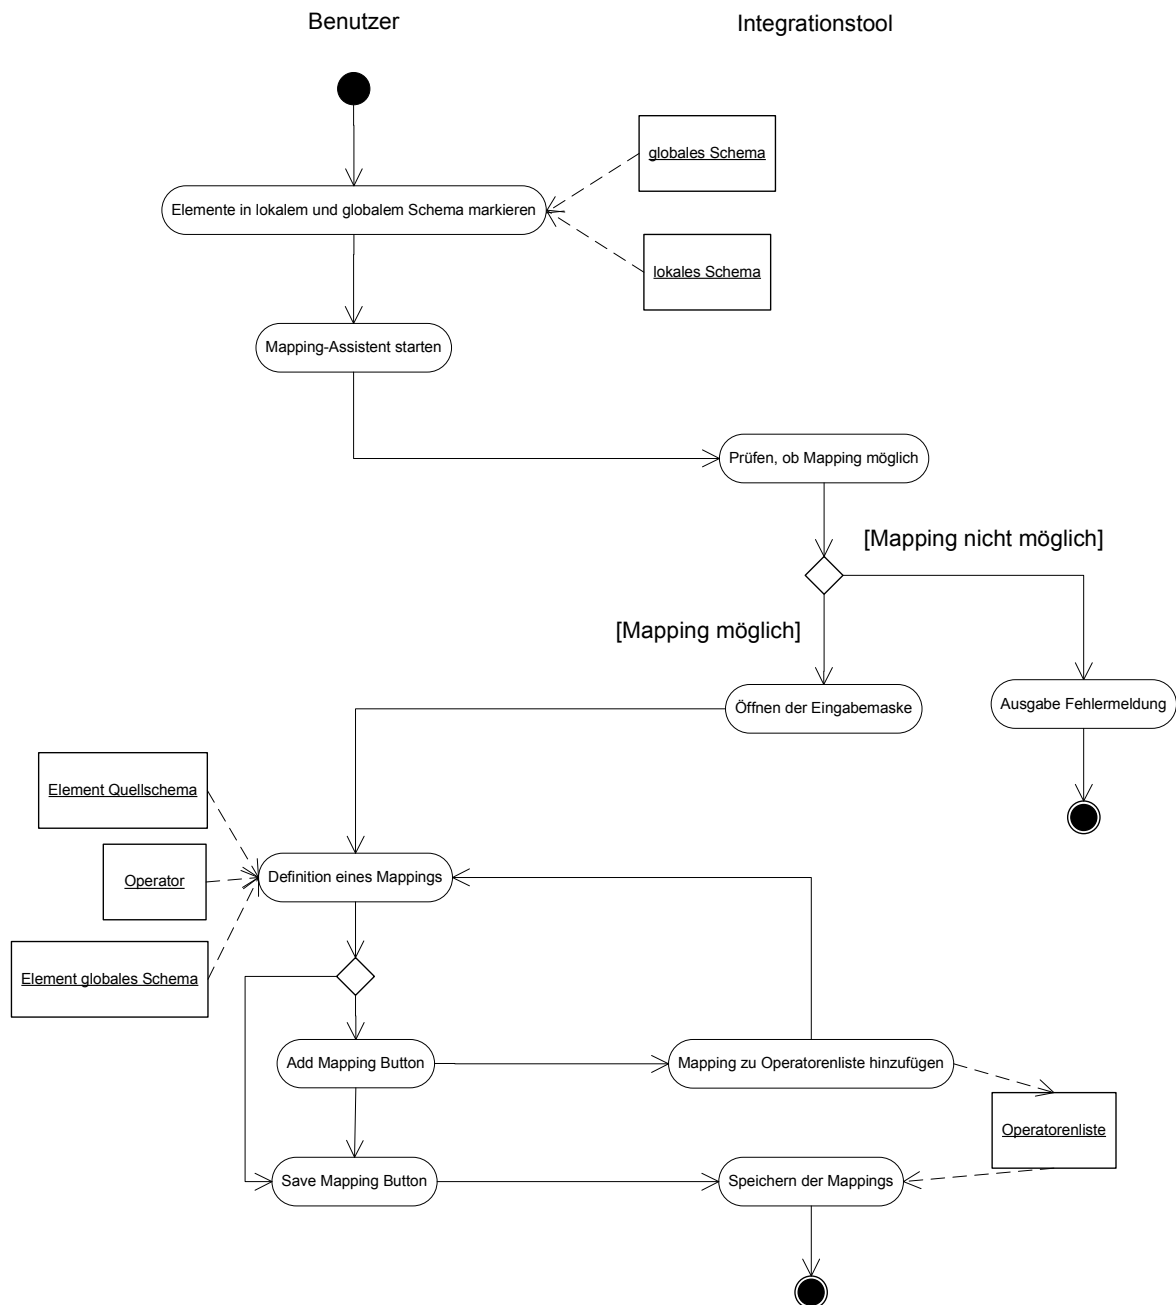 Benutzer
Integrationstool
globales Schema
Elemente in lokalem und globalem Schema markieren
lokales Schema
Mapping-Assistent starten
Prüfen, ob Mapping möglich
[Mapping nicht möglich]
[Mapping möglich]
Öffnen der Eingabemaske
Ausgabe Fehlermeldung
Element Quellschema
Operator
Definition eines Mappings
Element globales Schema
Add Mapping Button
Mapping zu Operatorenliste hinzufügen
Operatorenliste
Save Mapping Button
Speichern der Mappings